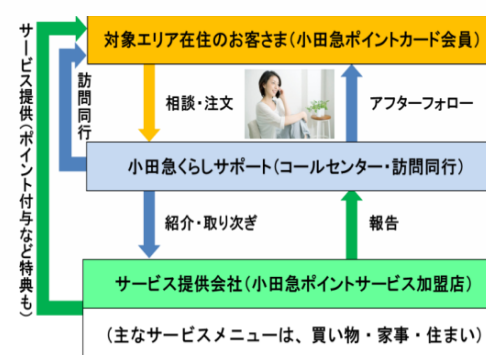 対象エリア在住のお客さま（小田急ポイントカード会員）
サービス提供（ポイント付与など特典も）
訪問同行
相談・注文
アフターフォロー
小田急くらしサポート（コールセンター・訪問同行）
紹介・取り次ぎ
報告
サービス提供会社（小田急ポイントサービス加盟店）
（主なサービスメニューは、買い物・家事・住まい）